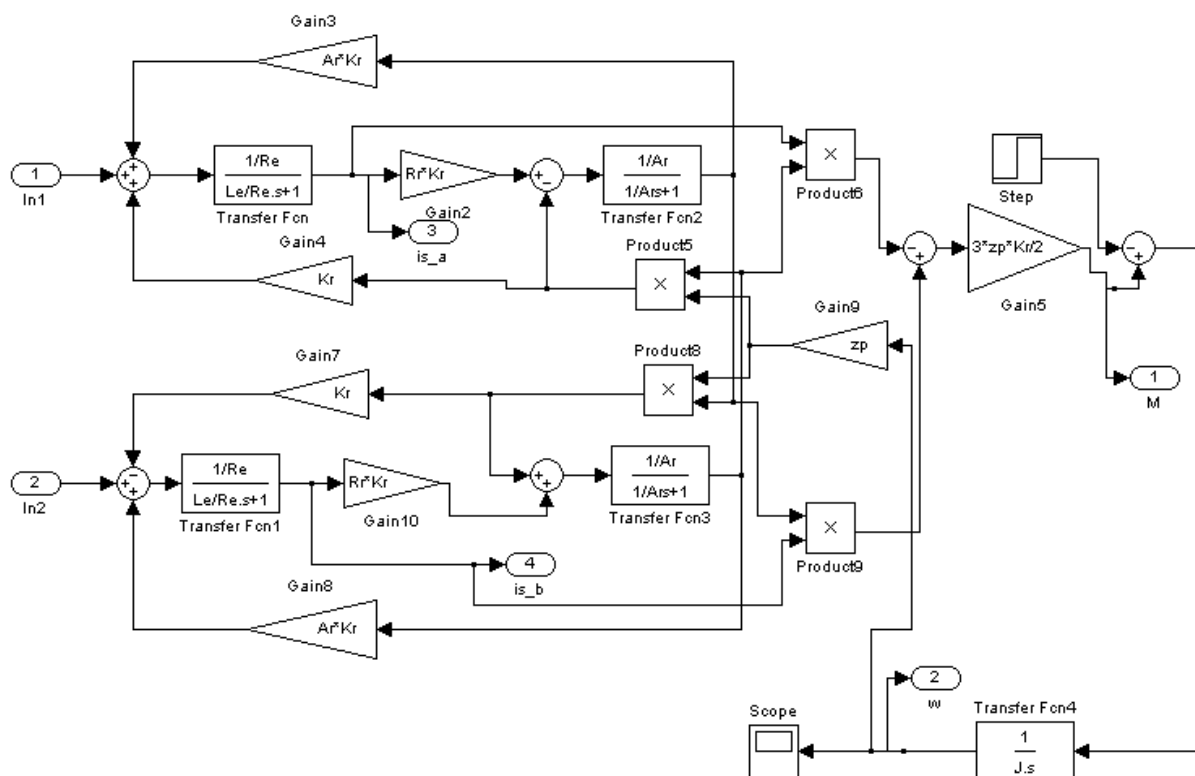 Gain3
Ar*Kr
1
In1
+
+
+
1/Re
Le/Re.s+1
Transfer Fcn
Rr*Kr
Gain2
3
is_a
+
-
1/Ar
1/Ars+1
Transfer Fcn2
×
Product6
Step
Gain4
Kr
Product5
×
-
+
3*zp*Kr/2
Gain5
-
+
Gain9
zp
1
M
Gain7
Kr
Product8
×
2
In2
-
+
+
1/Re
Le/Re.s+1
Transfer Fcn1
Rr*Kr
Gain10
+
+
1/Ar
1/Ars+1
Transfer Fcn3
×
Product9
4
is_b
Gain8
Ar*Kr
2
w
Scope
Transfer Fcn4
1
J.s